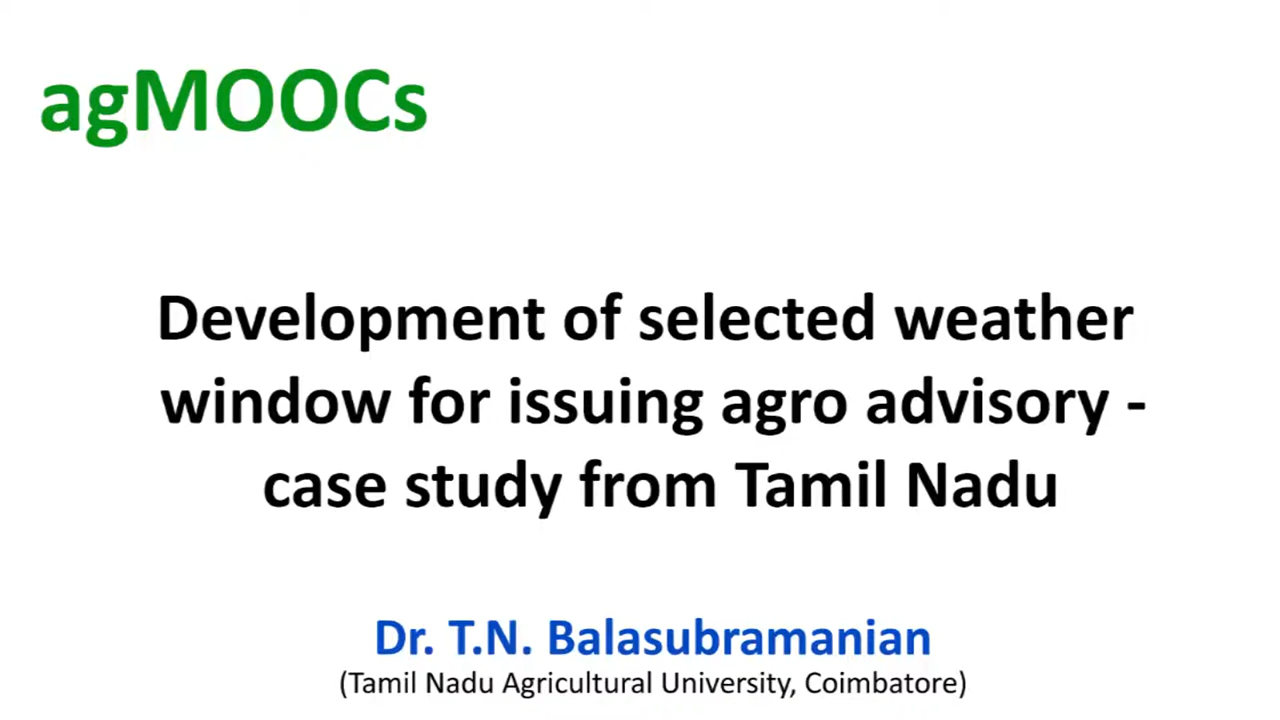 agMOOCs
Development of selected weather
window for issuing agro advisory -
case study from Tamil Nadu
Dr. T.N. Balasubramanian
(Tamil Nadu Agricultural University, Coimbatore)